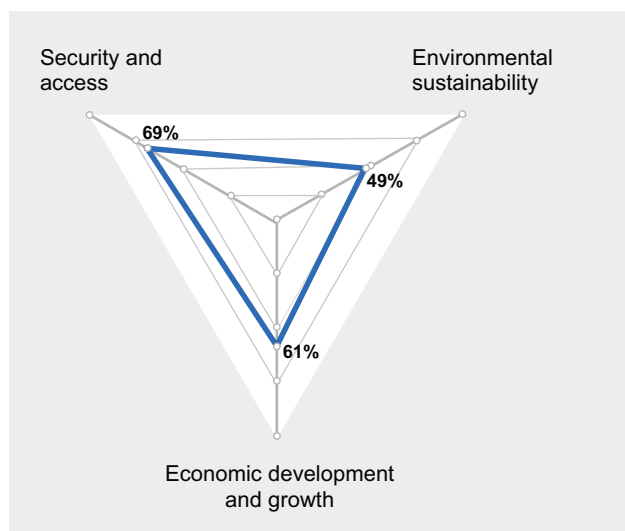 Security and
access
Environmental
sustainability
69%
49%
61%
Economic development
and growth